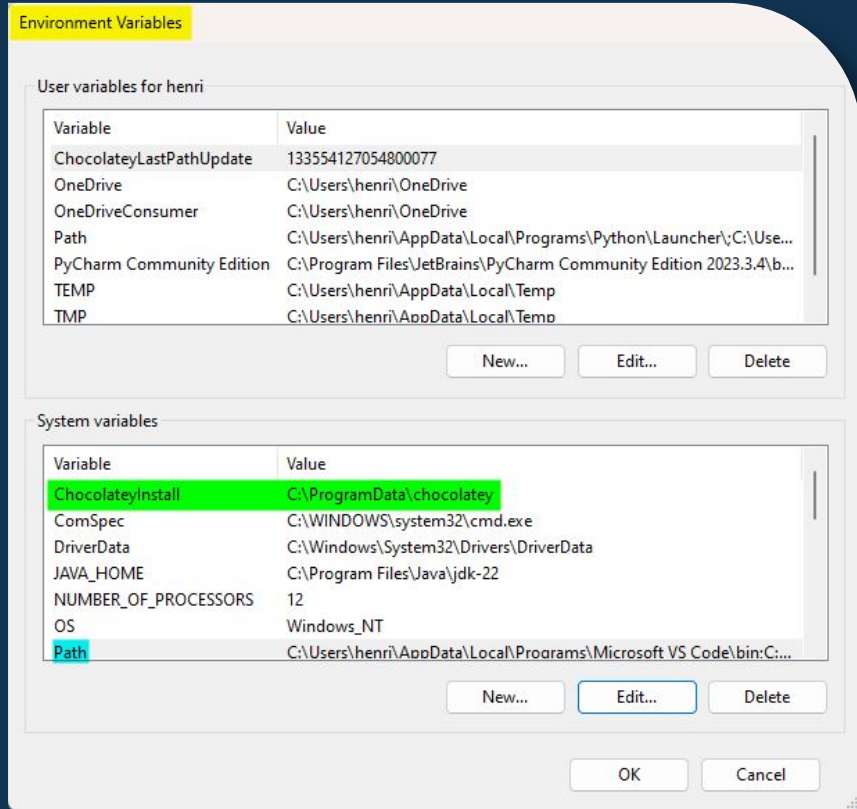 Environment Variables
User variables for henri
Variable Value
ChocolateyLastPathUpdate 133554127054800077
OneDrive C:\Users\henri\OneDrive
OneDriveConsumer C:\Users\henri\OneDrive
Path C:\Users\henri\AppData\Local\Programs\Python\Launcher\;C:\Use...
PyCharm Community Edition C:\Program Files\JetBrains\PyCharm Community Edition 2023.3.4\b...
TEMP C:\Users\henri\AppData\Local\Temp
TMP C:\Users\henri\AppData\Local\Temp
New... Edit... Delete
System variables
Variable Value
ChocolateyInstall C:\ProgramData\chocolatey
ComSpec C:\WINDOWS\system32\cmd.exe
DriverData C:\Windows\System32\Drivers\DriverData
JAVA_HOME C:\Program Files\Java\jdk-22
NUMBER_OF_PROCESSORS 12
OS Windows_NT
Path C:\Users\henri\AppData\Local\Programs\Microsoft VS Code\bin;C:...
New... Edit... Delete
OK Cancel